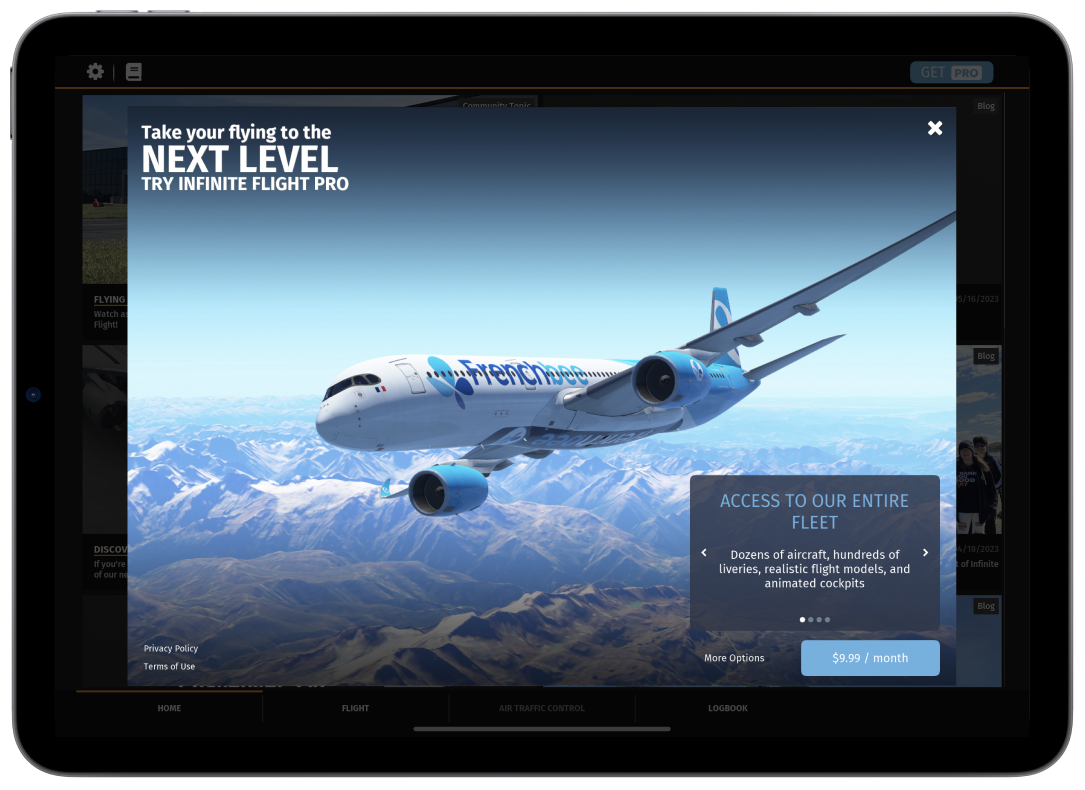 GET PRO
Community Topic
Blog
Take your flying to the
NEXT LEVEL
TRY INFINITE FLIGHT PRO
Frenchbee
FLYING
Watch as
Flight!
5/16/2023
Blog
ACCESS TO OUR ENTIRE
FLEET
Dozens of aircraft, hundreds of
liveries, realistic flight models, and
animated cockpits
DISCOV
If you're
of our ne
4/18/2023
t of Infinite
Blog
Privacy Policy
Terms of Use
More Options
$9.99 / month
HOME
FLIGHT
AIR TRAFFIC CONTROL
LOGBOOK